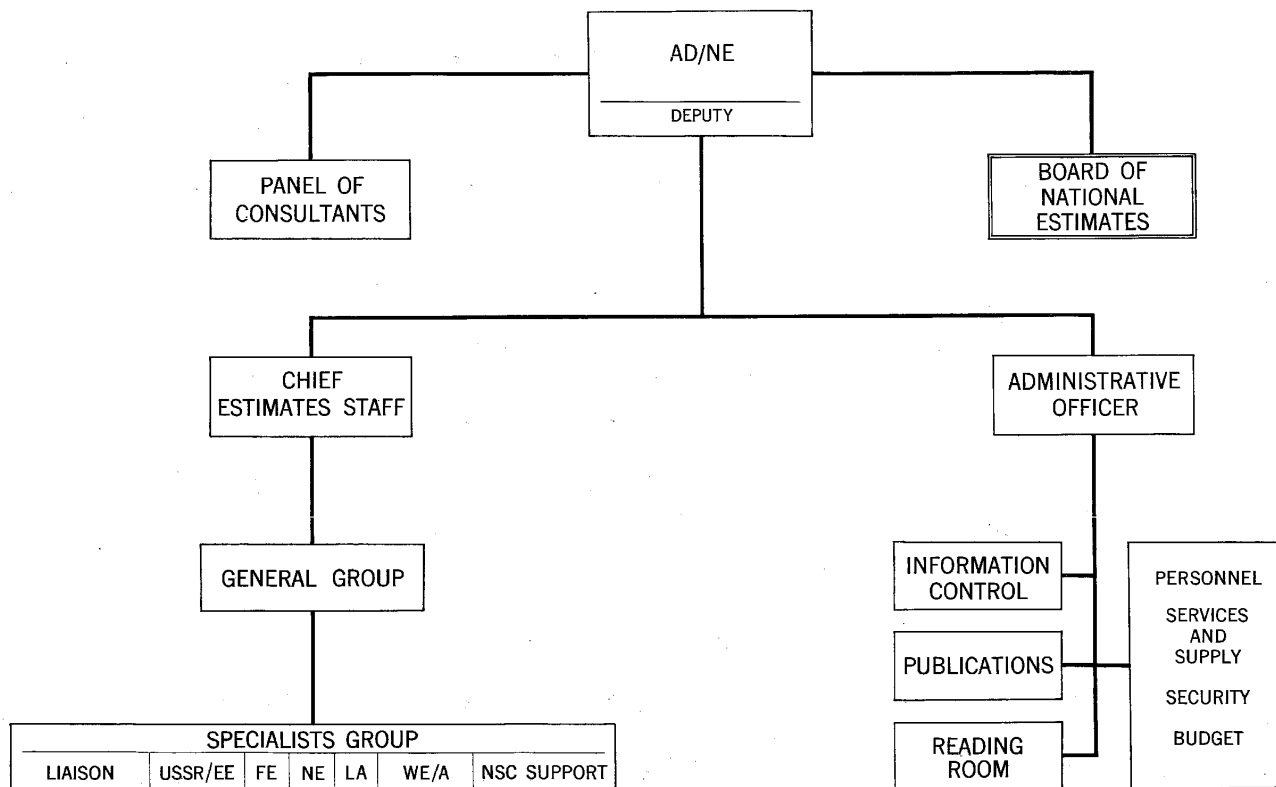 AD/NE
DEPUTY
PANEL OF
CONSULTANTS
BOARD OF
NATIONAL
ESTIMATES
CHIEF
ESTIMATES STAFF
ADMINISTRATIVE
OFFICER
GENERAL GROUP
INFORMATION
CONTROL
PUBLICATIONS
READING
ROOM
PERSONNEL
SERVICES
AND
SUPPLY
SECURITY
BUDGET
SPECIALISTS GROUP
LIAISON USSR/EE FE NE LA WE/A NSC SUPPORT